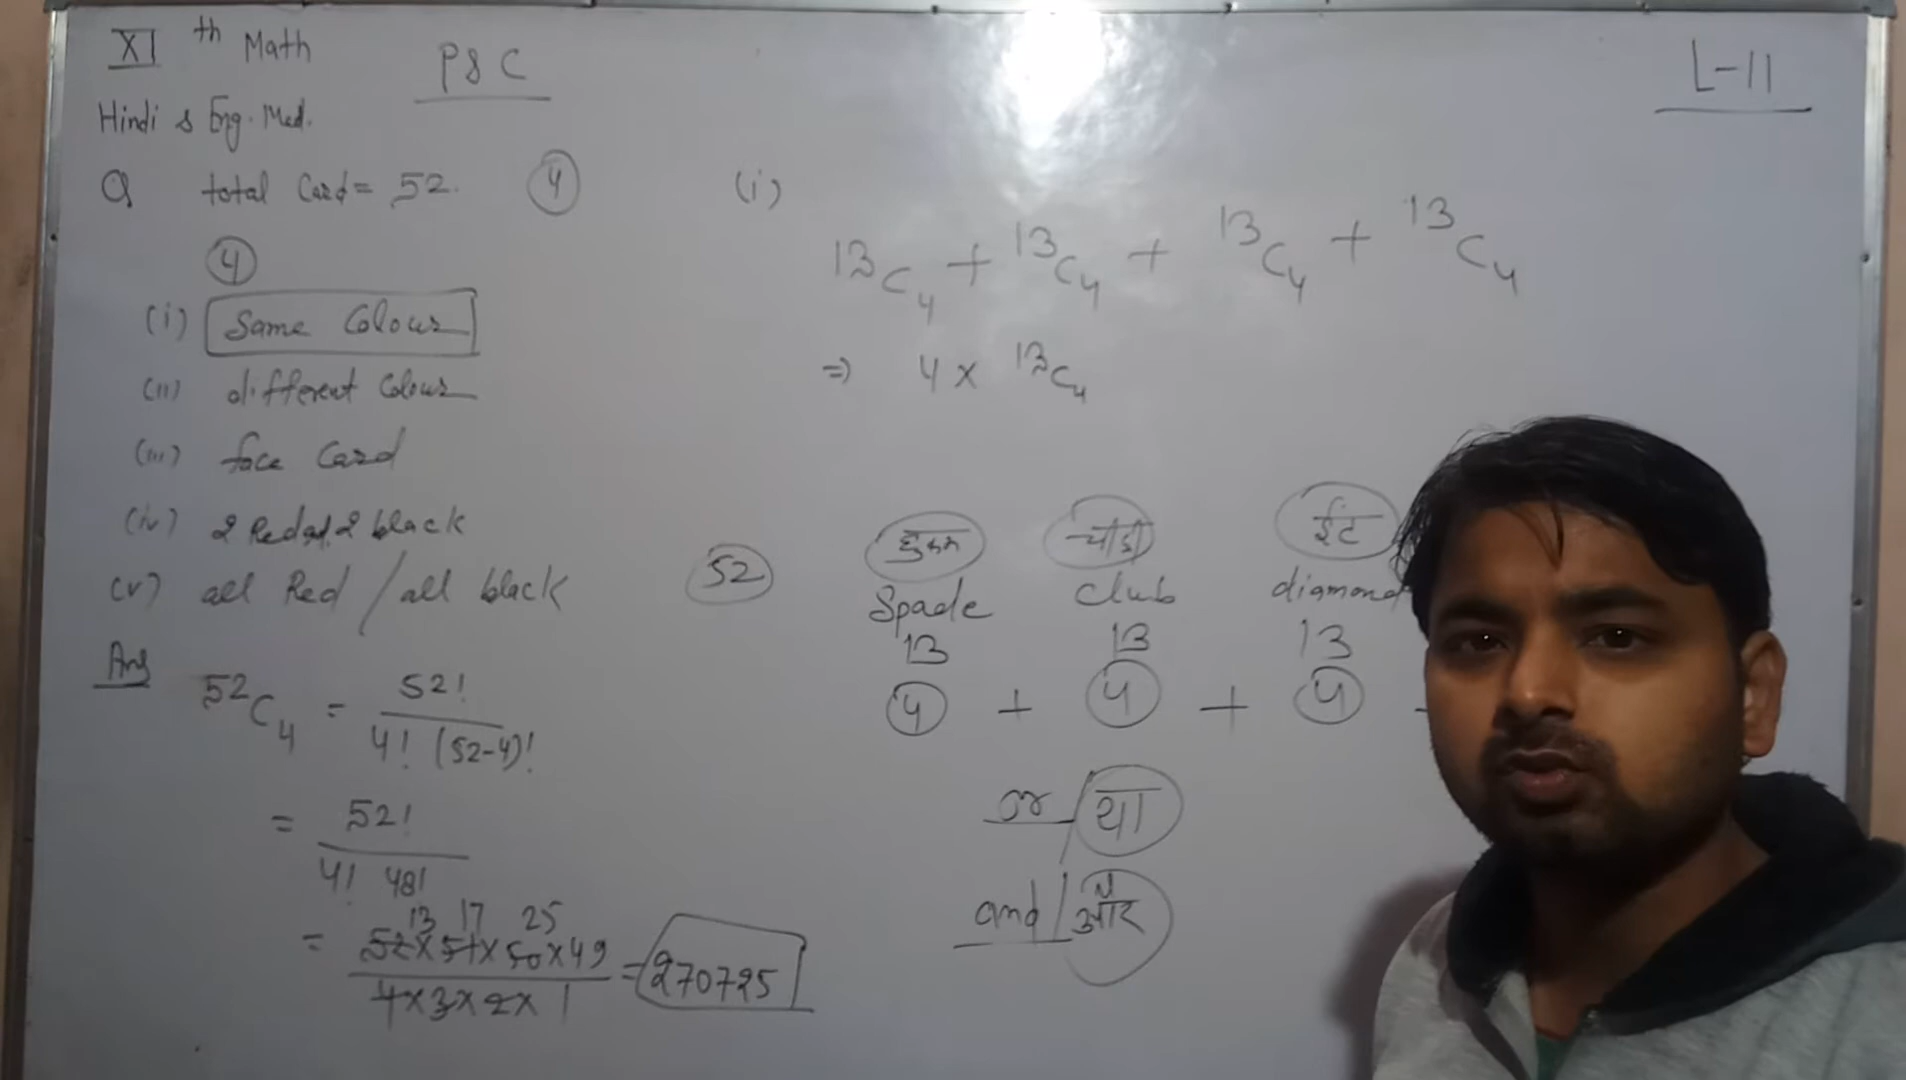 XI th Math
P & C
L-11
Hindi & Eng. Med.
Q total Card = 52. 4
4
(i) Same Colour
(ii) different Colour
(iii) face Card
(iv) 2 Red and 2 black
(v) all Red / all black
Ans
52C4 = 52! / 4! (52-4)!
= 52! / 4! 48!
13 17 25
= 52×51×50×49 / 4×3×2×1 = 270725
(i)
13C4 + 13C4 + 13C4 + 13C4
⇒ 4 × 13C4
हुकम चीड़ी ईंट
52 Spade Club diamond
13 13 13
4 + 4 + 4
or / या
and / और